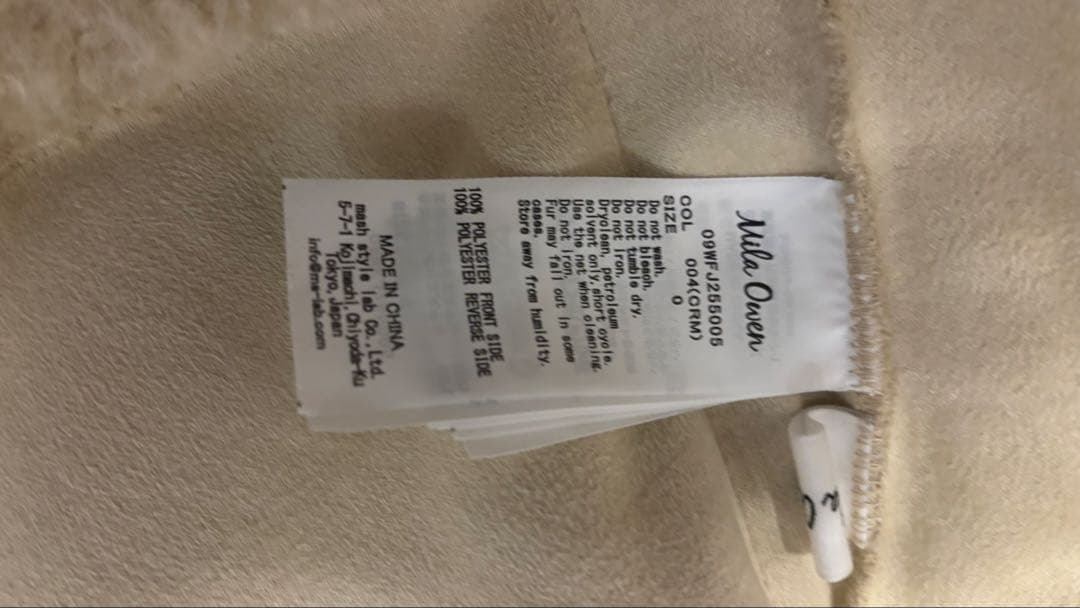 Mila Owen
09WFJ255005
COL 004(ORM)
SIZE 0
Do not wash.
Do not bleach.
Do not tumble dry.
Do not iron.
Dryclean, petroleum
solvent only, short cycle.
Use the net when cleaning.
Do not iron.
Fur may fall out in some
cases.
Store away from humidity.
100% POLYESTER FRONT SIDE
100% POLYESTER REVERSE SIDE
MADE IN CHINA
mash style lab Co.,Ltd.
5-7-1 Kojimachi, Chiyoda-Ku
Tokyo, Japan
info@ms-lab.com